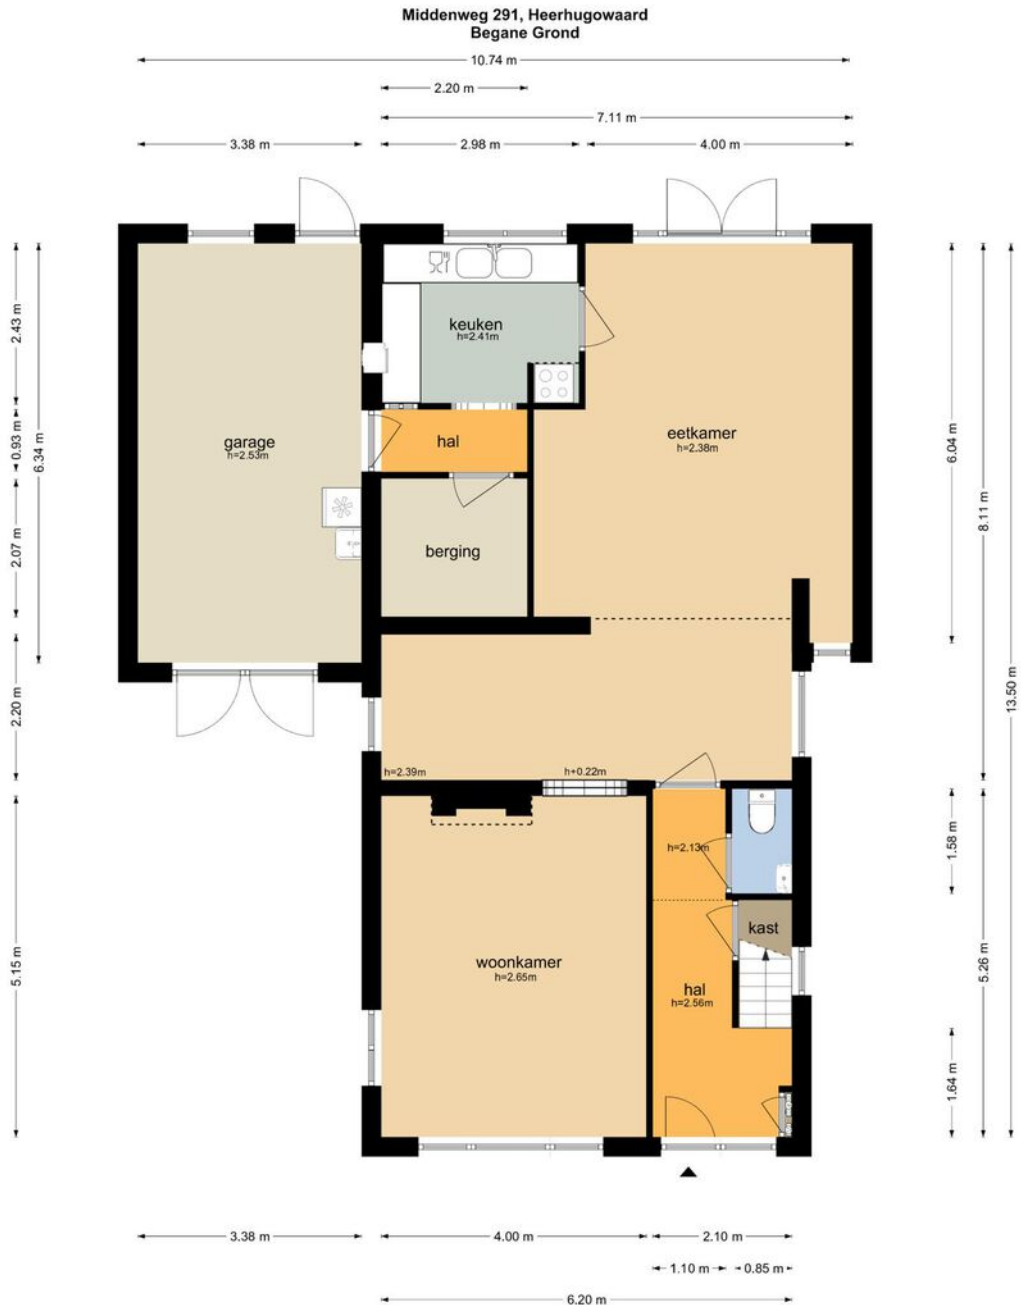 Middenweg 291, Heerhugowaard
Begane Grond
10.74 m
2.20 m
7.11 m
3.38 m
2.98 m
4.00 m
2.43 m
0.93 m
6.34 m
2.07 m
2.20 m
5.15 m
keuken
h=2.41m
garage
h=2.53m
hal
eetkamer
h=2.38m
berging
h=2.39m
h+0.22m
h=2.13m
kast
woonkamer
h=2.65m
hal
h=2.56m
6.04 m
8.11 m
13.50 m
1.58 m
5.26 m
1.64 m
3.38 m
4.00 m
2.10 m
1.10 m
0.85 m
6.20 m